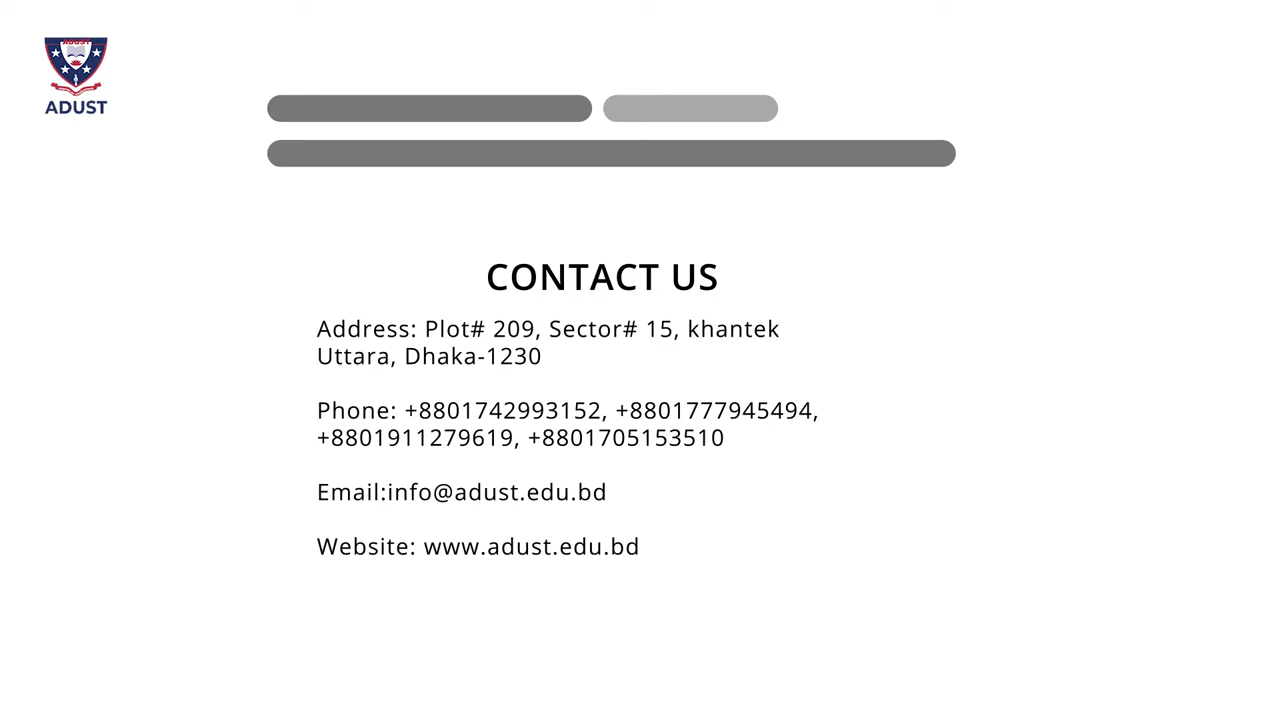 ADUST
ADUST
CONTACT US
Address: Plot# 209, Sector# 15, khantek
Uttara, Dhaka-1230
Phone: +8801742993152, +8801777945494,
+8801911279619, +8801705153510
Email:info@adust.edu.bd
Website: www.adust.edu.bd